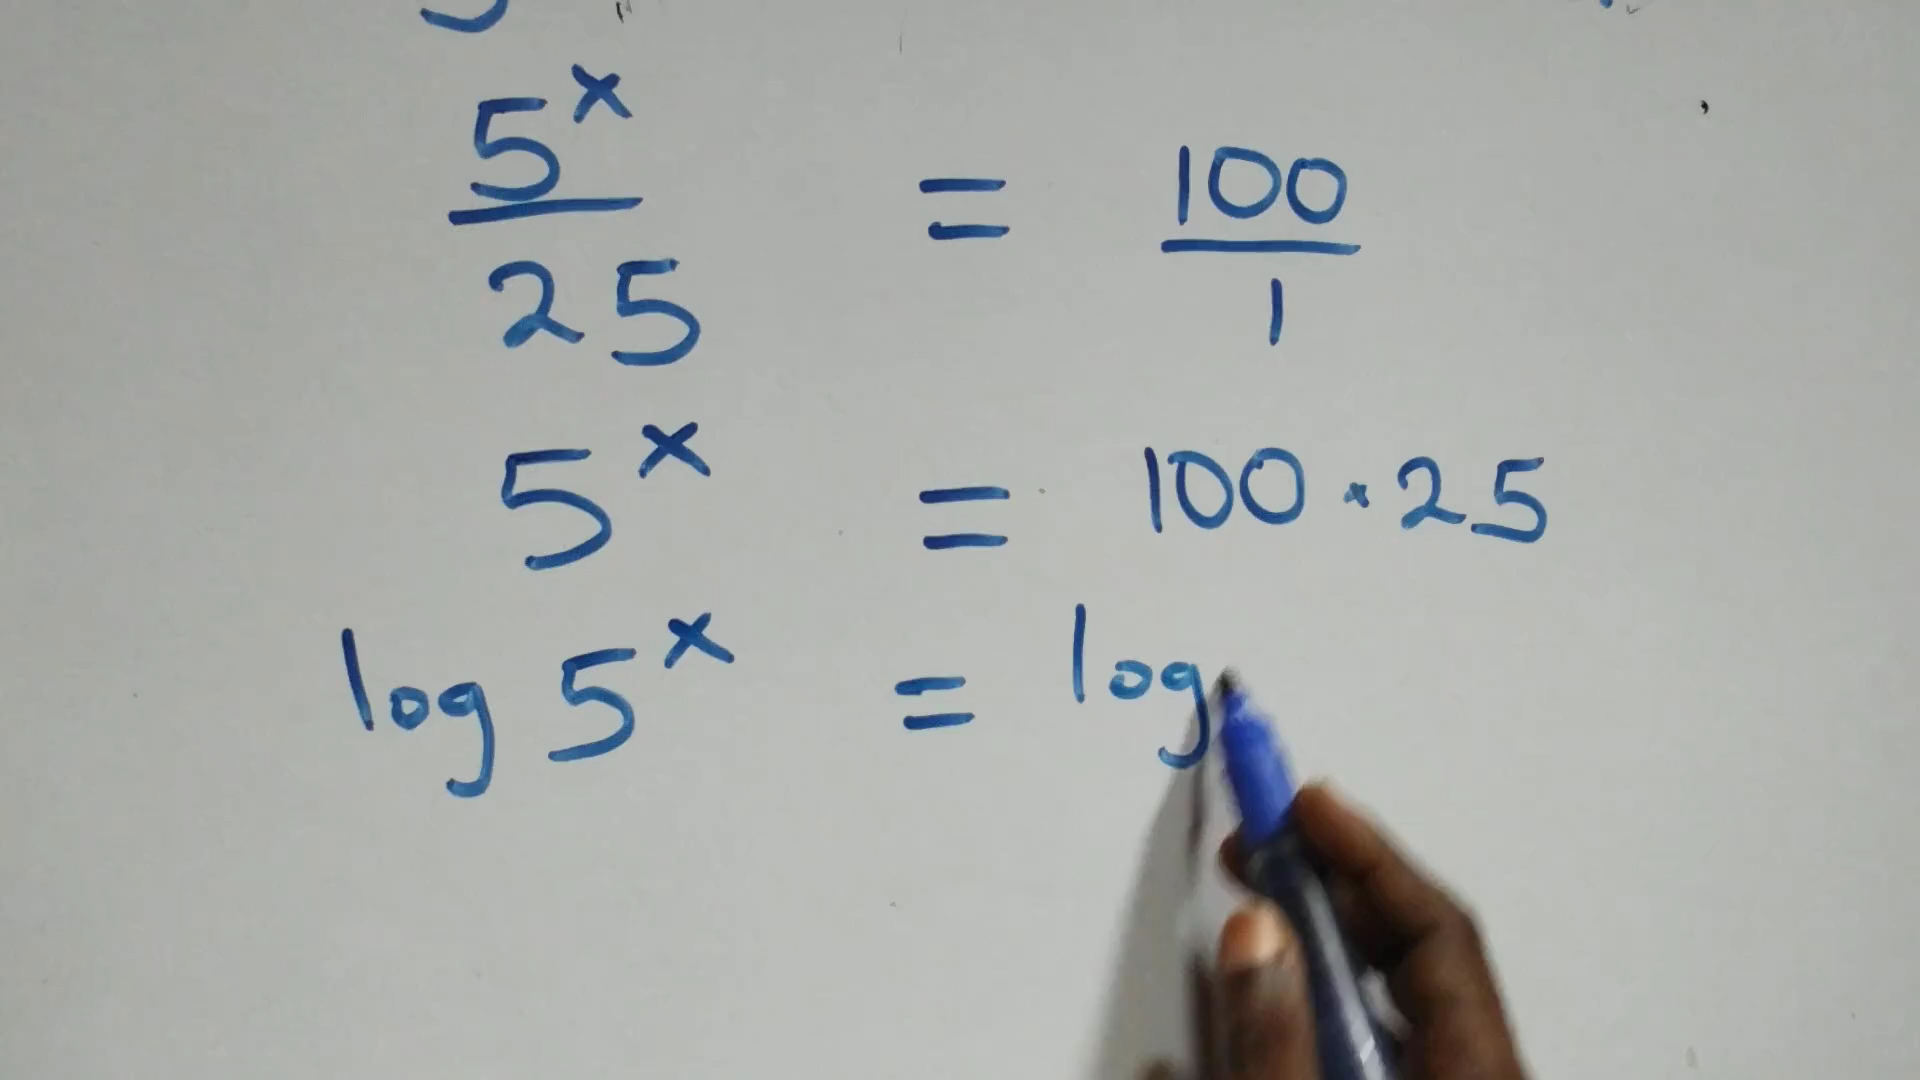 5^x/25 = 100/1
5^x = 100 · 25
log 5^x = log